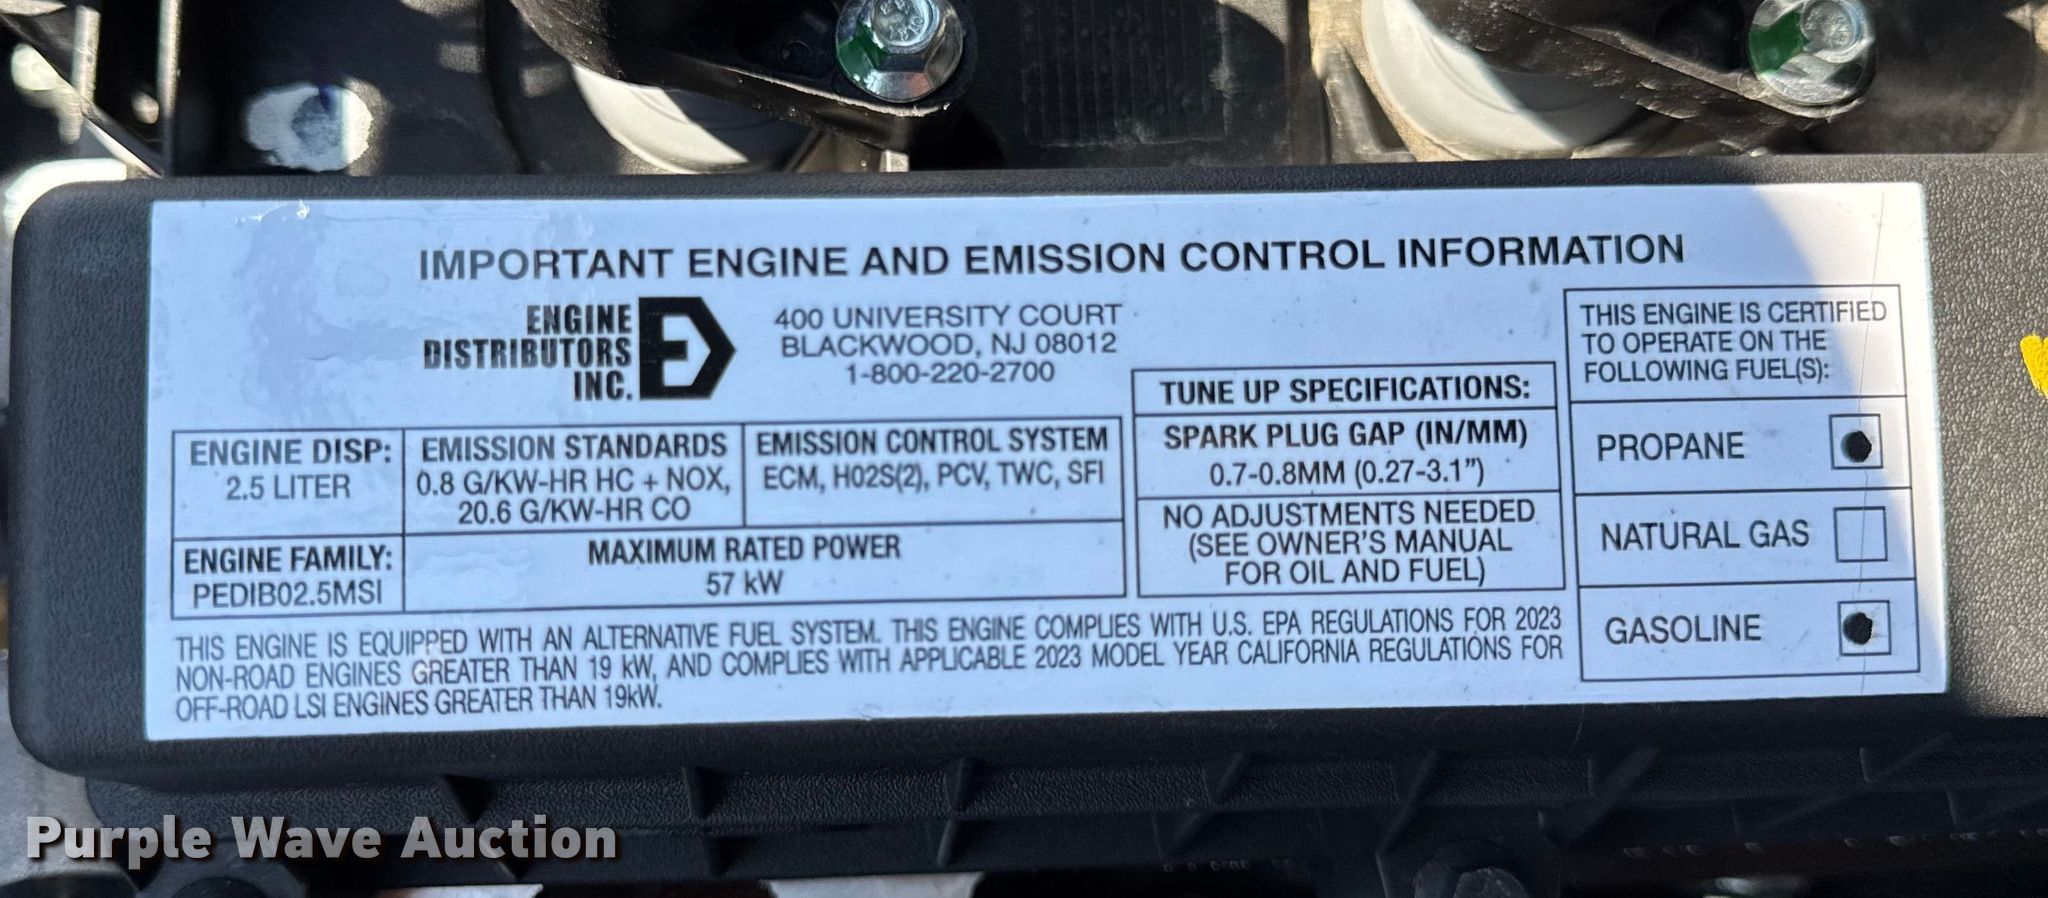 IMPORTANT ENGINE AND EMISSION CONTROL INFORMATION
ENGINE
DISTRIBUTORS
INC.
400 UNIVERSITY COURT
BLACKWOOD, NJ 08012
1-800-220-2700
ENGINE DISP:
2.5 LITER
EMISSION STANDARDS
0.8 G/KW-HR HC + NOX,
20.6 G/KW-HR CO
EMISSION CONTROL SYSTEM
ECM, H02S(2), PCV, TWC, SFI
ENGINE FAMILY:
PEDIB02.5MSI
MAXIMUM RATED POWER
57 kW
TUNE UP SPECIFICATIONS:
SPARK PLUG GAP (IN/MM)
0.7-0.8MM (0.27-3.1")
NO ADJUSTMENTS NEEDED
(SEE OWNER'S MANUAL
FOR OIL AND FUEL)
THIS ENGINE IS CERTIFIED
TO OPERATE ON THE
FOLLOWING FUEL(S):
PROPANE
NATURAL GAS
GASOLINE
THIS ENGINE IS EQUIPPED WITH AN ALTERNATIVE FUEL SYSTEM. THIS ENGINE COMPLIES WITH U.S. EPA REGULATIONS FOR 2023
NON-ROAD ENGINES GREATER THAN 19 kW, AND COMPLIES WITH APPLICABLE 2023 MODEL YEAR CALIFORNIA REGULATIONS FOR
OFF-ROAD LSI ENGINES GREATER THAN 19kW.
Purple Wave Auction